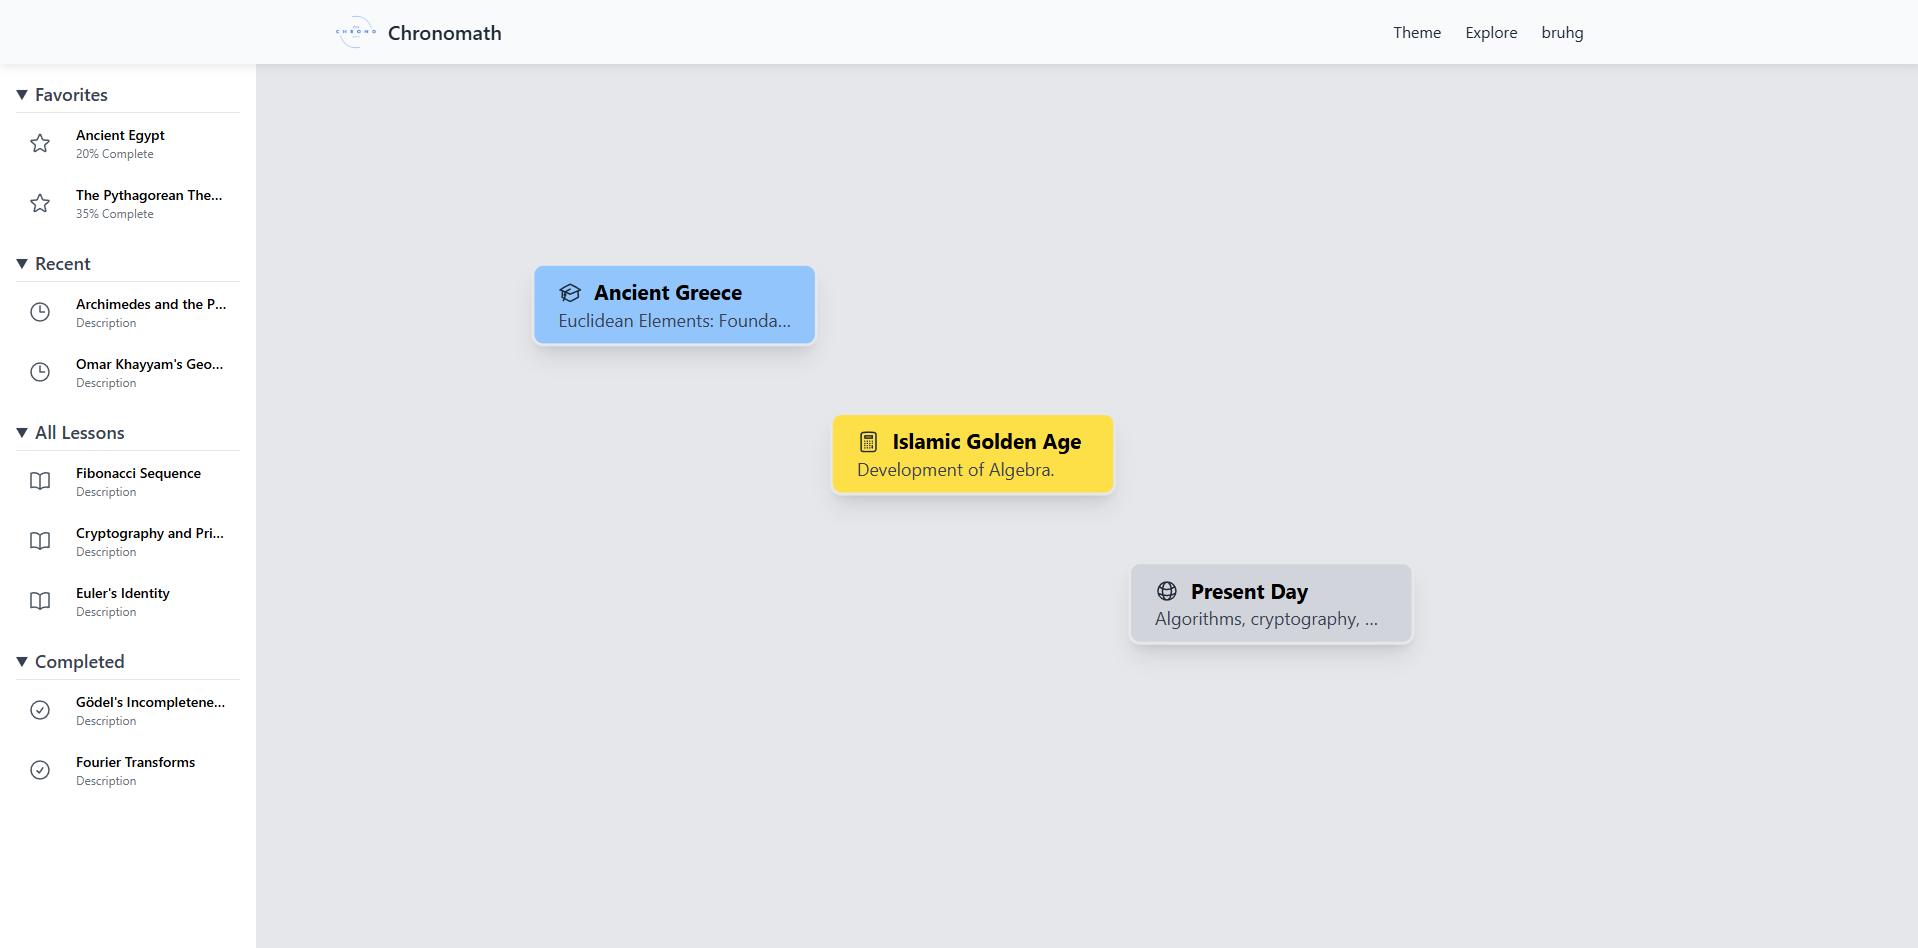 CHRONO
Chronomath
Theme
Explore
bruhg
Favorites
Ancient Egypt
20% Complete
The Pythagorean The...
35% Complete
Recent
Archimedes and the P...
Description
Omar Khayyam's Geo...
Description
All Lessons
Fibonacci Sequence
Description
Cryptography and Pri...
Description
Euler's Identity
Description
Completed
Gödel's Incompletene...
Description
Fourier Transforms
Description
Ancient Greece
Euclidean Elements: Founda...
Islamic Golden Age
Development of Algebra.
Present Day
Algorithms, cryptography, ...